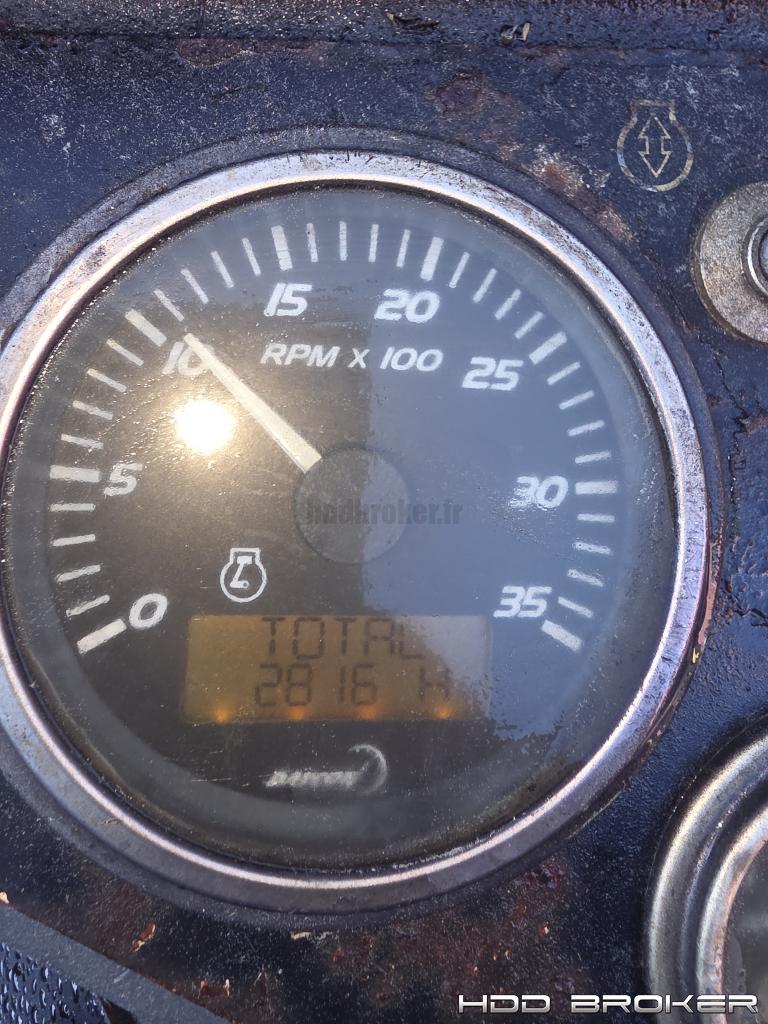 0
5
10
15
20
25
30
35
RPM X 100
hddbroker.fr
TOTAL
2816 H
HDD BROKER